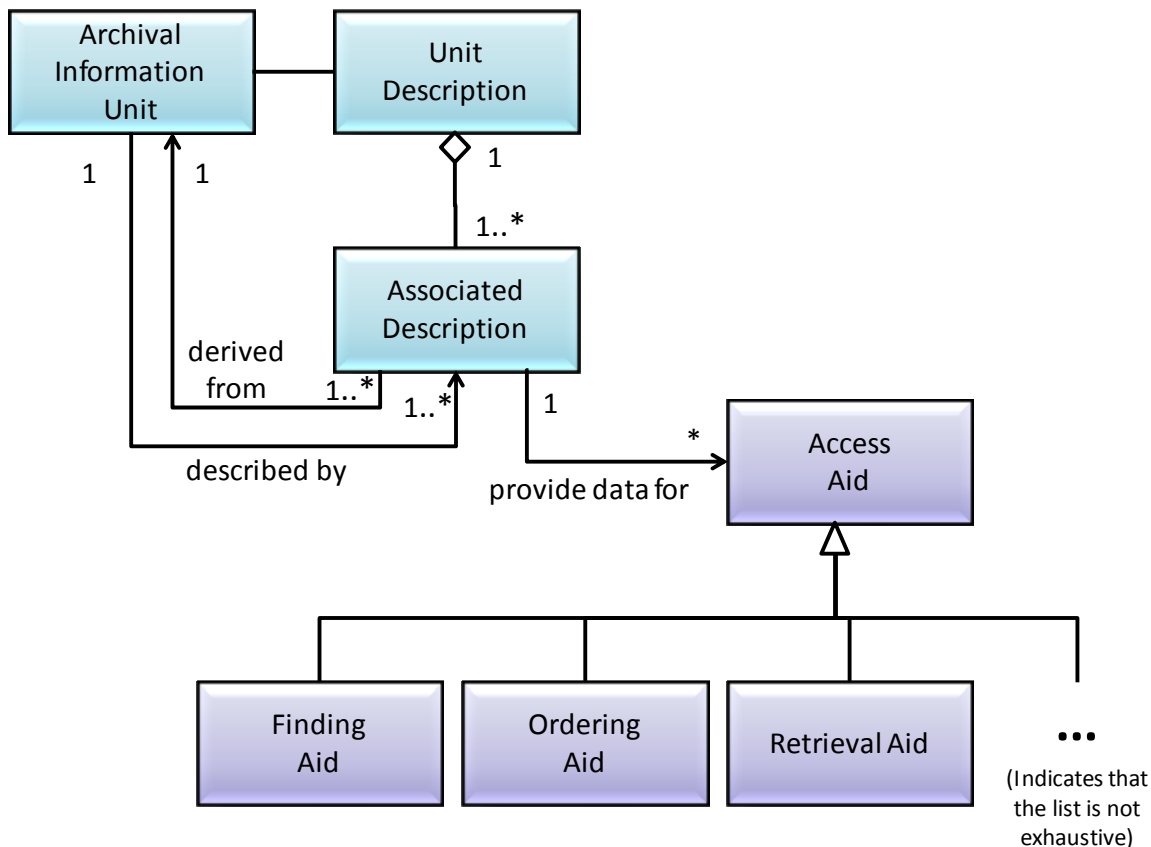 Archival
Information
Unit
Unit
Description
1
1
1
1..*
Associated
Description
derived
from
1..*
1..*
1
*
described by
provide data for
Access
Aid
Finding
Aid
Ordering
Aid
Retrieval Aid
...
(Indicates that
the list is not
exhaustive)